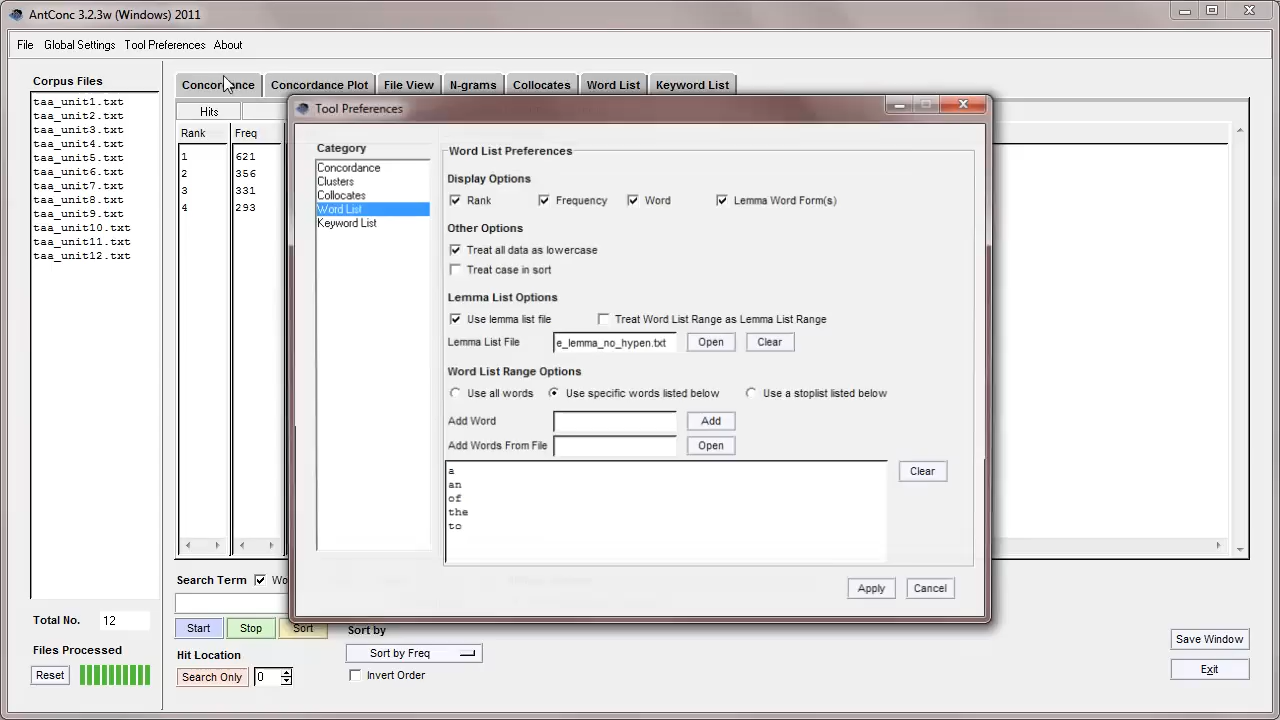 AntConc 3.2.3w (Windows) 2011
File Global Settings Tool Preferences About
Corpus Files
taa_unit1.txt
taa_unit2.txt
taa_unit3.txt
taa_unit4.txt
taa_unit5.txt
taa_unit6.txt
taa_unit7.txt
taa_unit8.txt
taa_unit9.txt
taa_unit10.txt
taa_unit11.txt
taa_unit12.txt
Total No. 12
Files Processed
Reset
Concordance Concordance Plot File View N-grams Collocates Word List Keyword List
Hits
Rank Freq
1 621
2 356
3 331
4 293
Search Term Wo
Start Stop Sort
Hit Location
Search Only 0
Sort by
Sort by Freq
Invert Order
Save Window
Exit
Tool Preferences
Category
Concordance
Clusters
Collocates
Word List
Keyword List
Word List Preferences
Display Options
Rank Frequency Word Lemma Word Form(s)
Other Options
Treat all data as lowercase
Treat case in sort
Lemma List Options
Use lemma list file Treat Word List Range as Lemma List Range
Lemma List File e_lemma_no_hypen.txt Open Clear
Word List Range Options
Use all words Use specific words listed below Use a stoplist listed below
Add Word Add
Add Words From File Open
a
an
of
the
to
Clear
Apply Cancel